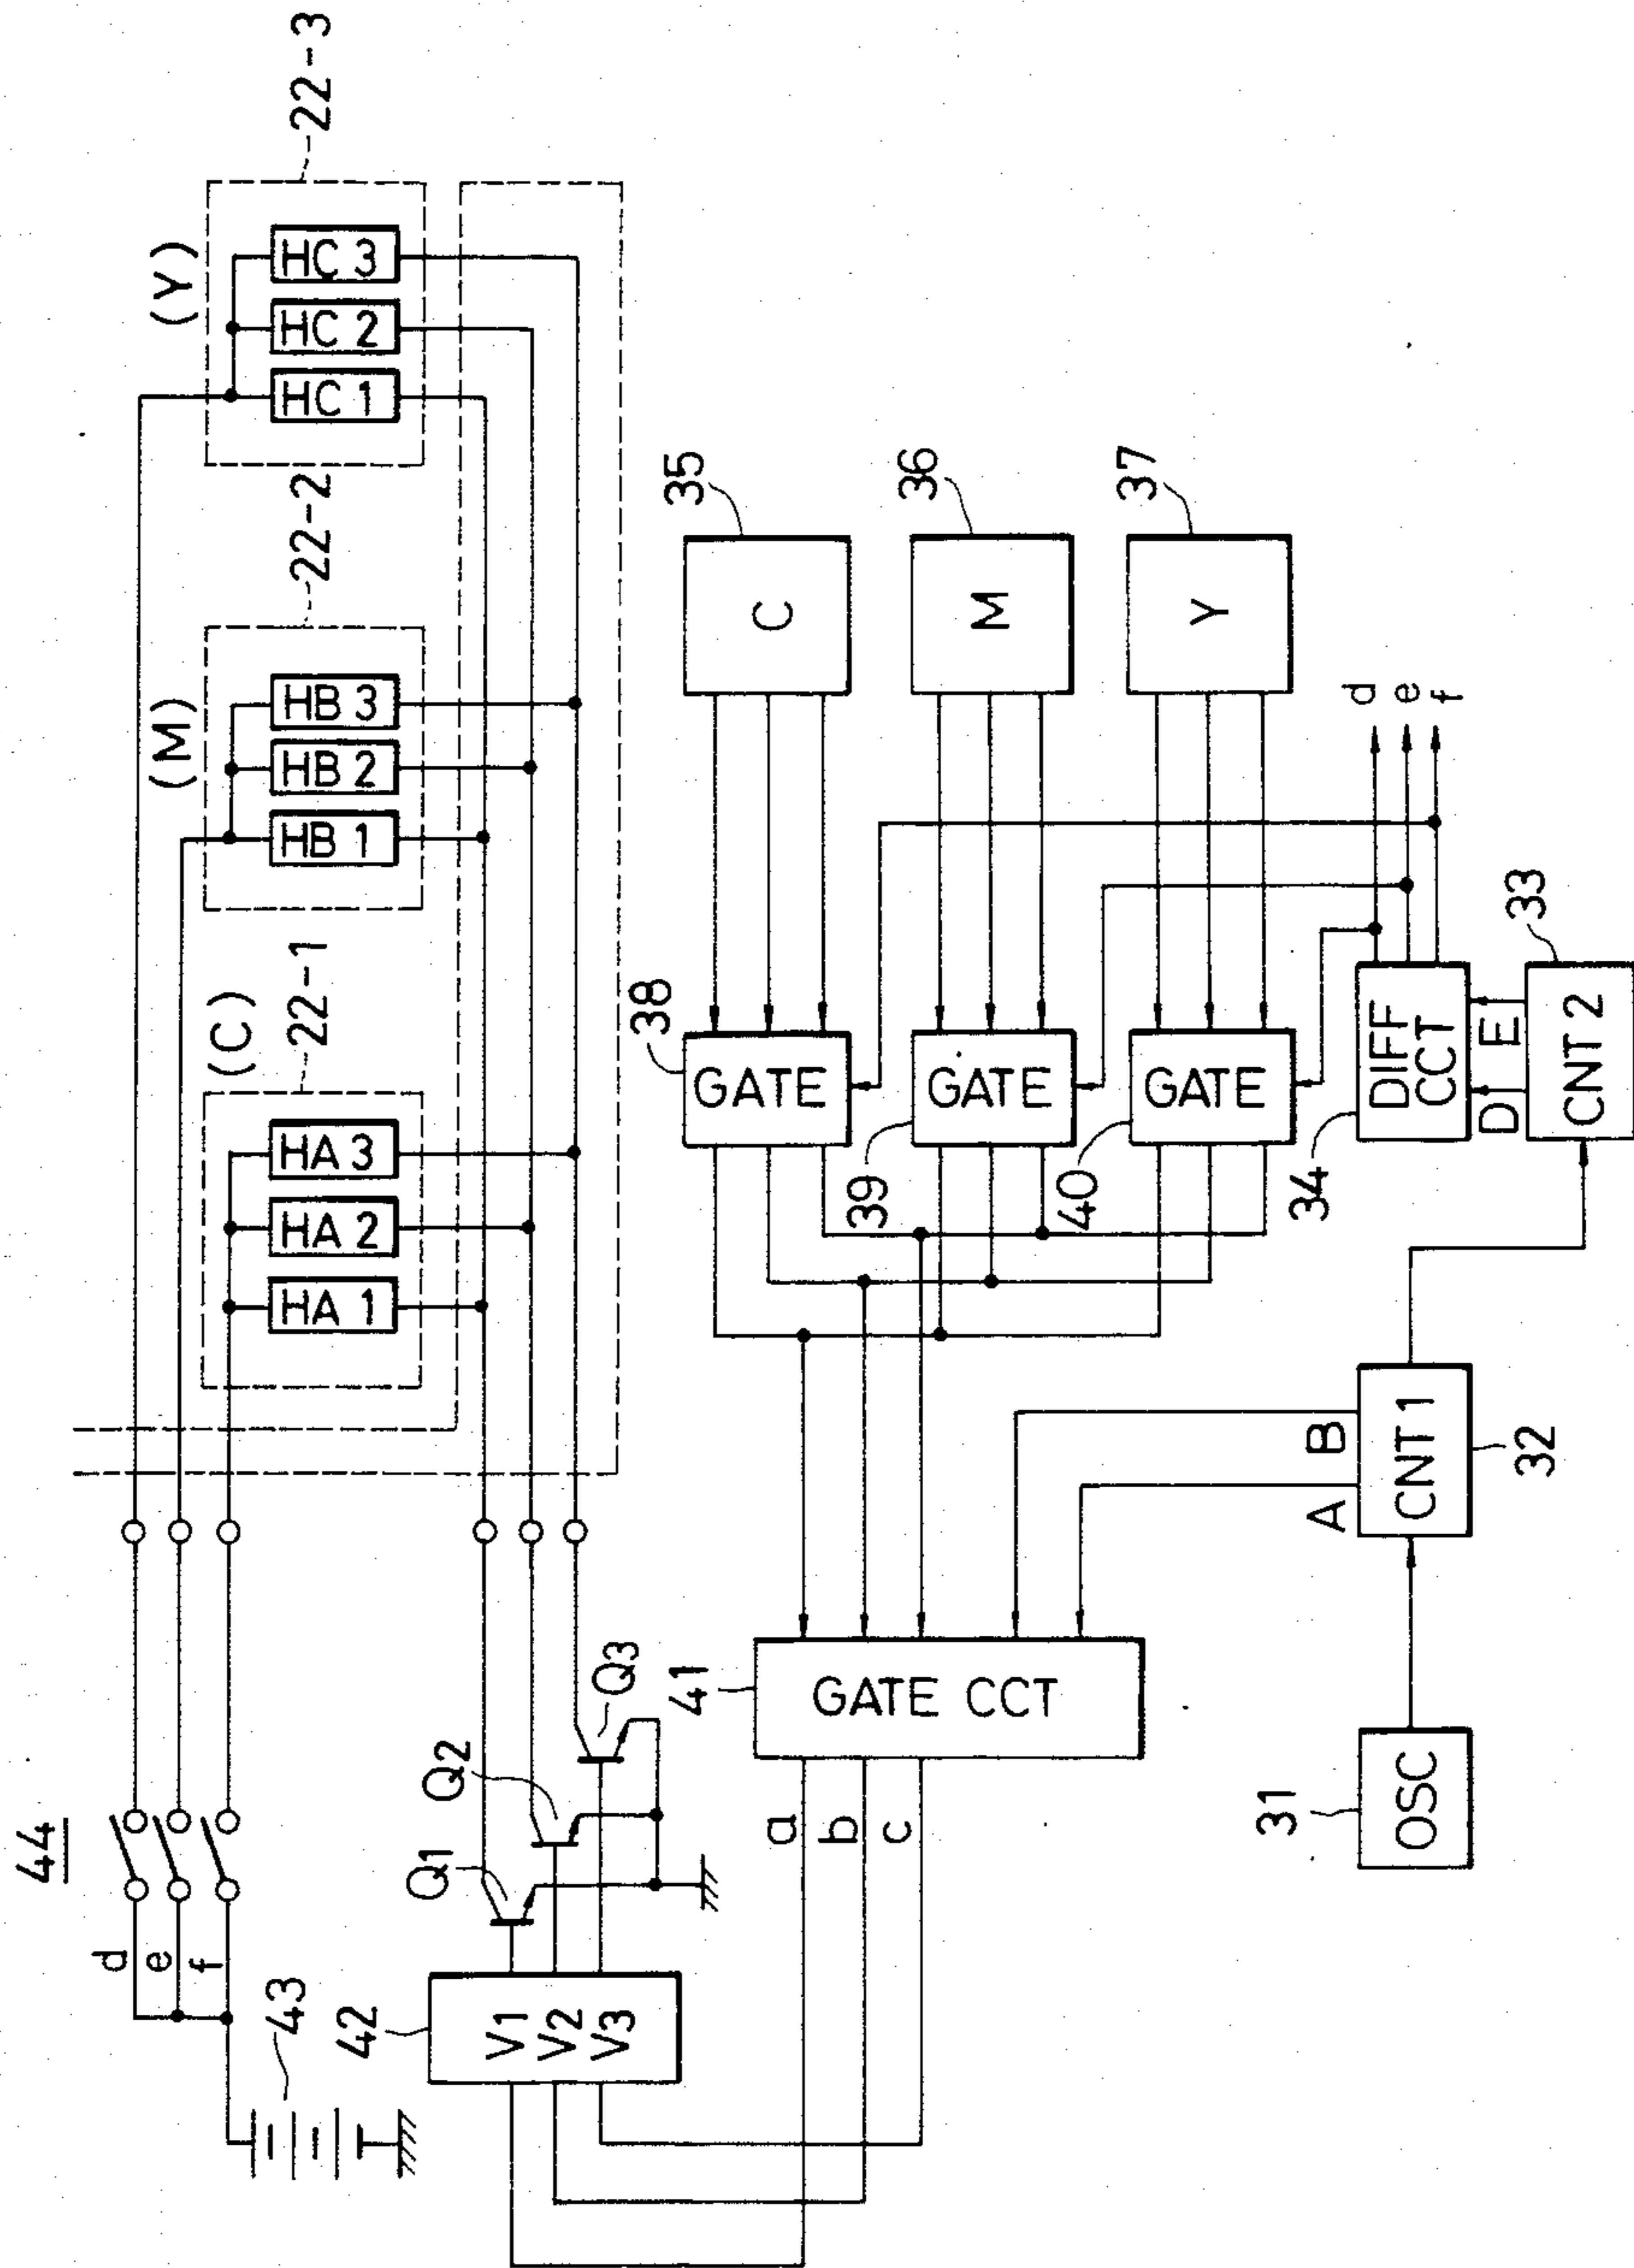 44
d
e
f
43
42
V1
V2
V3
Q1
Q2
Q3
(C)
22-1
HA 1
HA 2
HA 3
(M)
22-2
HB 1
HB 2
HB 3
(Y)
22-3
HC 1
HC 2
HC 3
a
b
c
41
GATE CCT
38
GATE
39
GATE
40
GATE
C
35
M
36
Y
37
31
OSC
A
B
CNT 1
32
34
DIFF
CCT
d
e
f
D
E
CNT 2
33